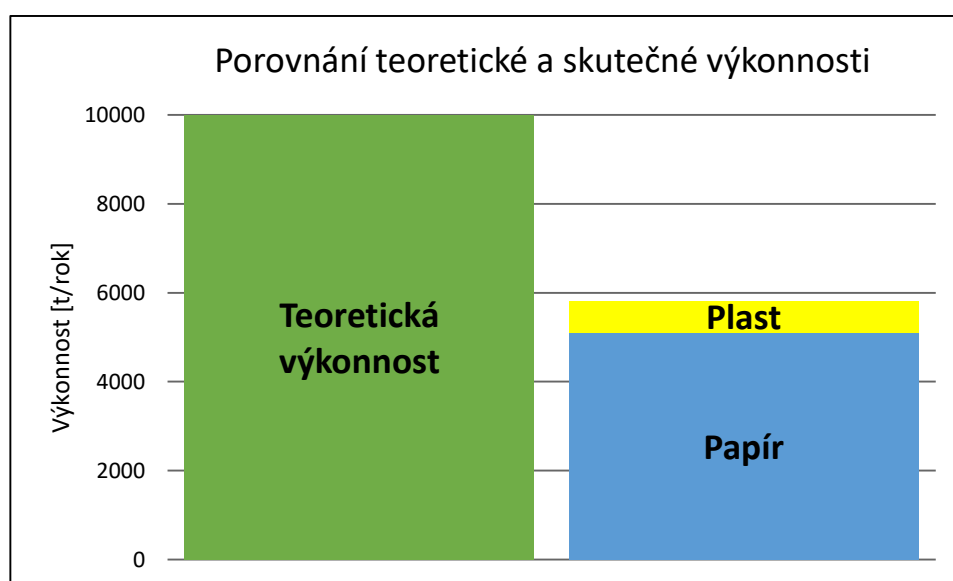 Porovnání teoretické a skutečné výkonnosti
Výkonnost [t/rok]
10000
8000
6000
4000
2000
0
Teoretická
výkonnost
Plast
Papír